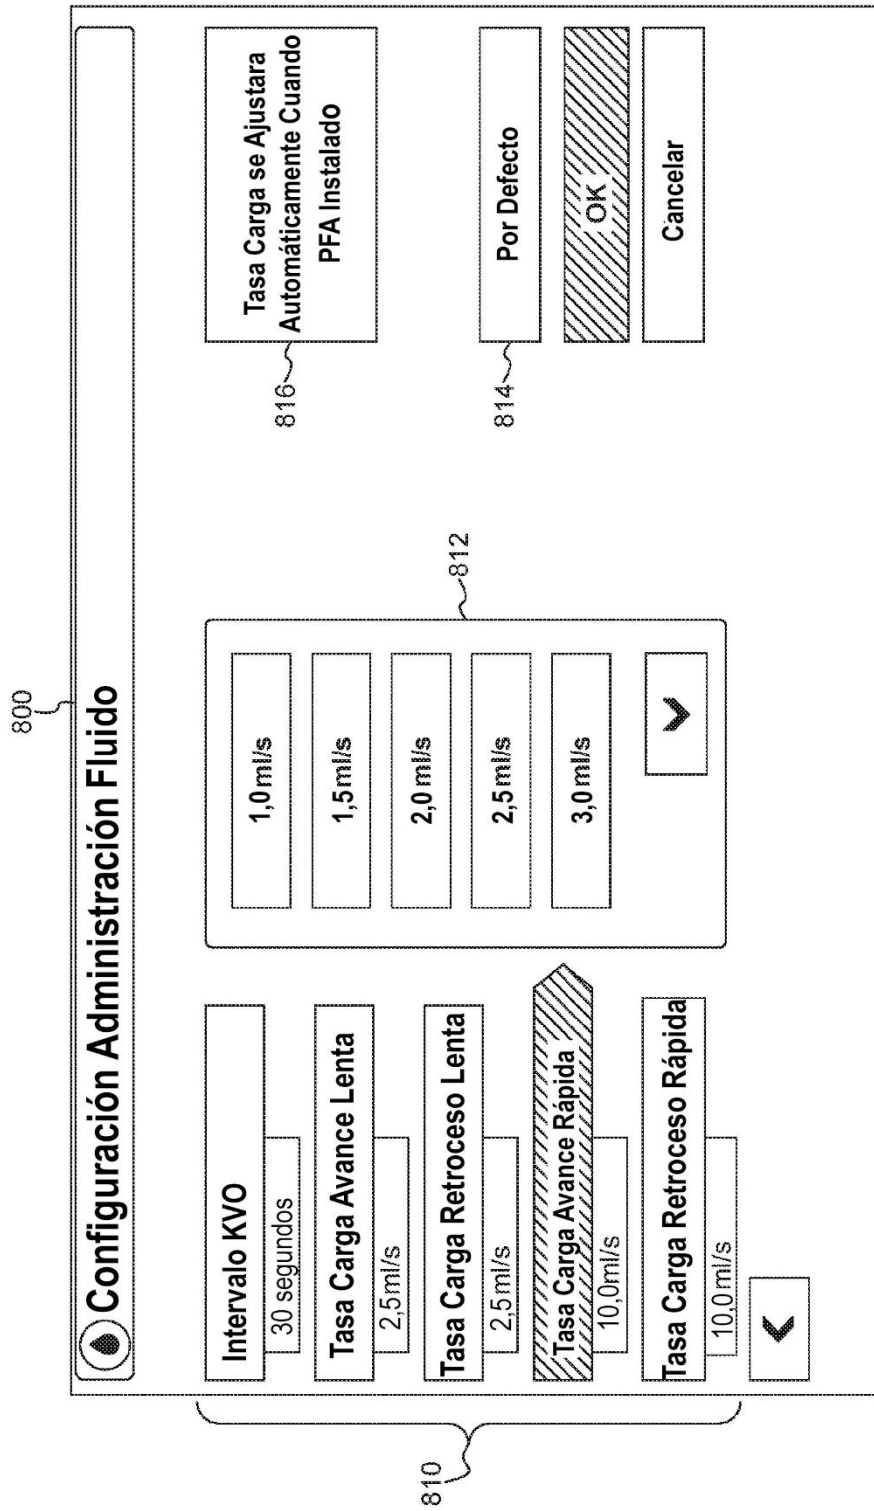 800
Configuración Administración Fluido
810
Intervalo KVO
30 segundos
Tasa Carga Avance Lenta
2,5ml/s
Tasa Carga Retroceso Lenta
2,5ml/s
Tasa Carga Avance Rápida
10,0ml/s
Tasa Carga Retroceso Rápida
10,0ml/s
812
1,0ml/s
1,5ml/s
2,0ml/s
2,5ml/s
3,0ml/s
816
Tasa Carga se Ajustara
Automáticamente Cuando
PFA Instalado
814
Por Defecto
OK
Cancelar